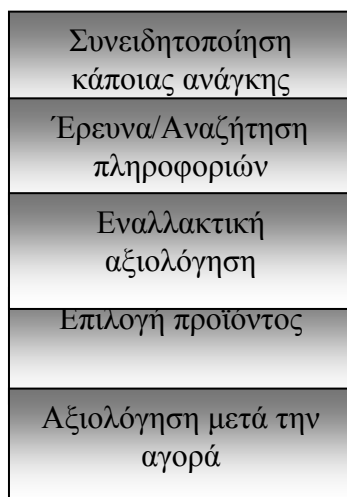 Συνειδητοποίηση
κάποιας ανάγκης
Έρευνα/Αναζήτηση
πληροφοριών
Εναλλακτική
αξιολόγηση
Επιλογή προϊόντος
Αξιολόγηση μετά την
αγορά